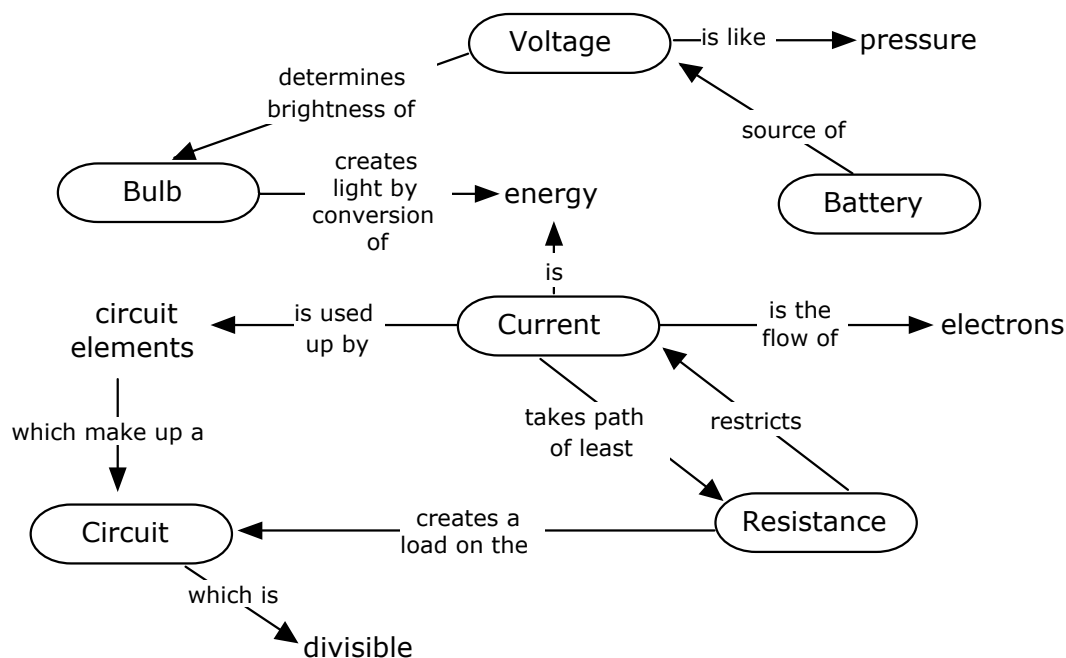 Voltage
is like
pressure
determines
brightness of
source of
Bulb
creates
light by
conversion
of
energy
Battery
is
circuit
elements
is used
up by
Current
is the
flow of
electrons
takes path
of least
restricts
which make up a
Circuit
creates a
load on the
Resistance
which is
divisible